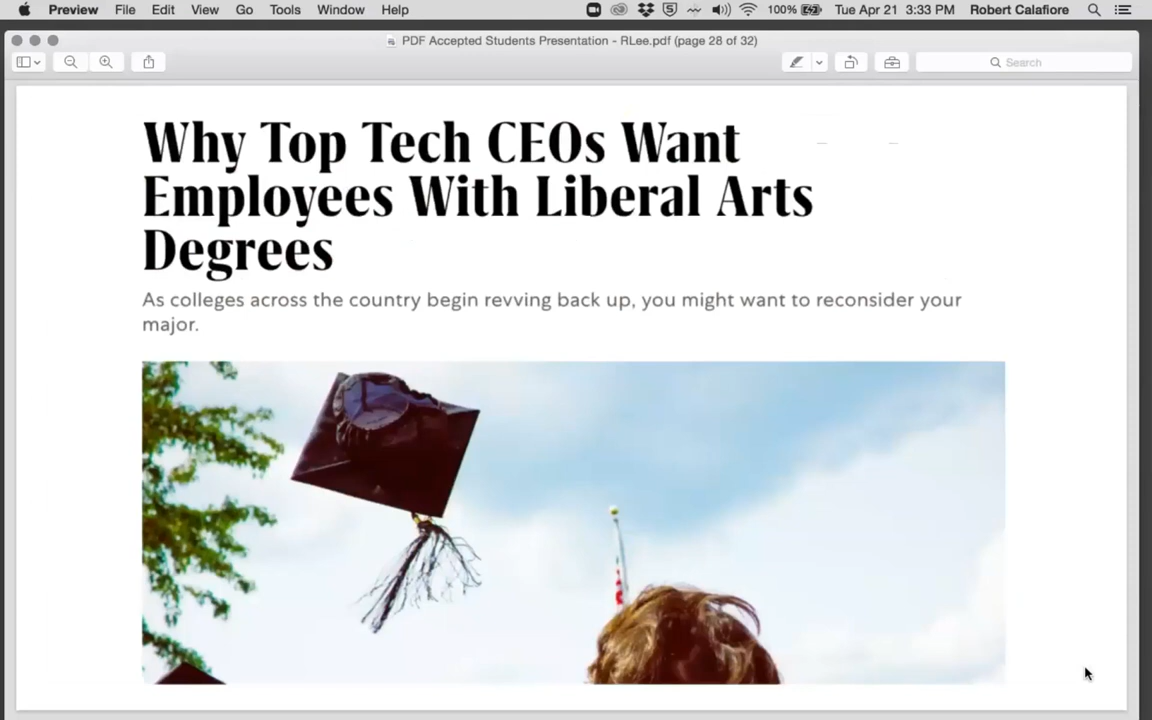 Preview File Edit View Go Tools Window Help 100% Tue Apr 21 3:33 PM Robert Calafiore
PDF Accepted Students Presentation - RLee.pdf (page 28 of 32)
Search
Why Top Tech CEOs Want
Employees With Liberal Arts
Degrees
As colleges across the country begin revving back up, you might want to reconsider your
major.